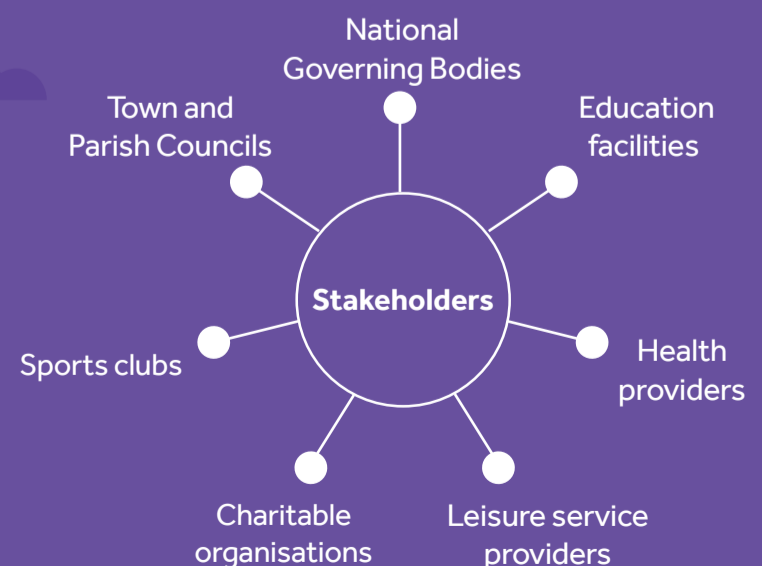 National
Governing Bodies
Town and
Parish Councils
Education
facilities
Stakeholders
Sports clubs
Health
providers
Charitable
organisations
Leisure service
providers